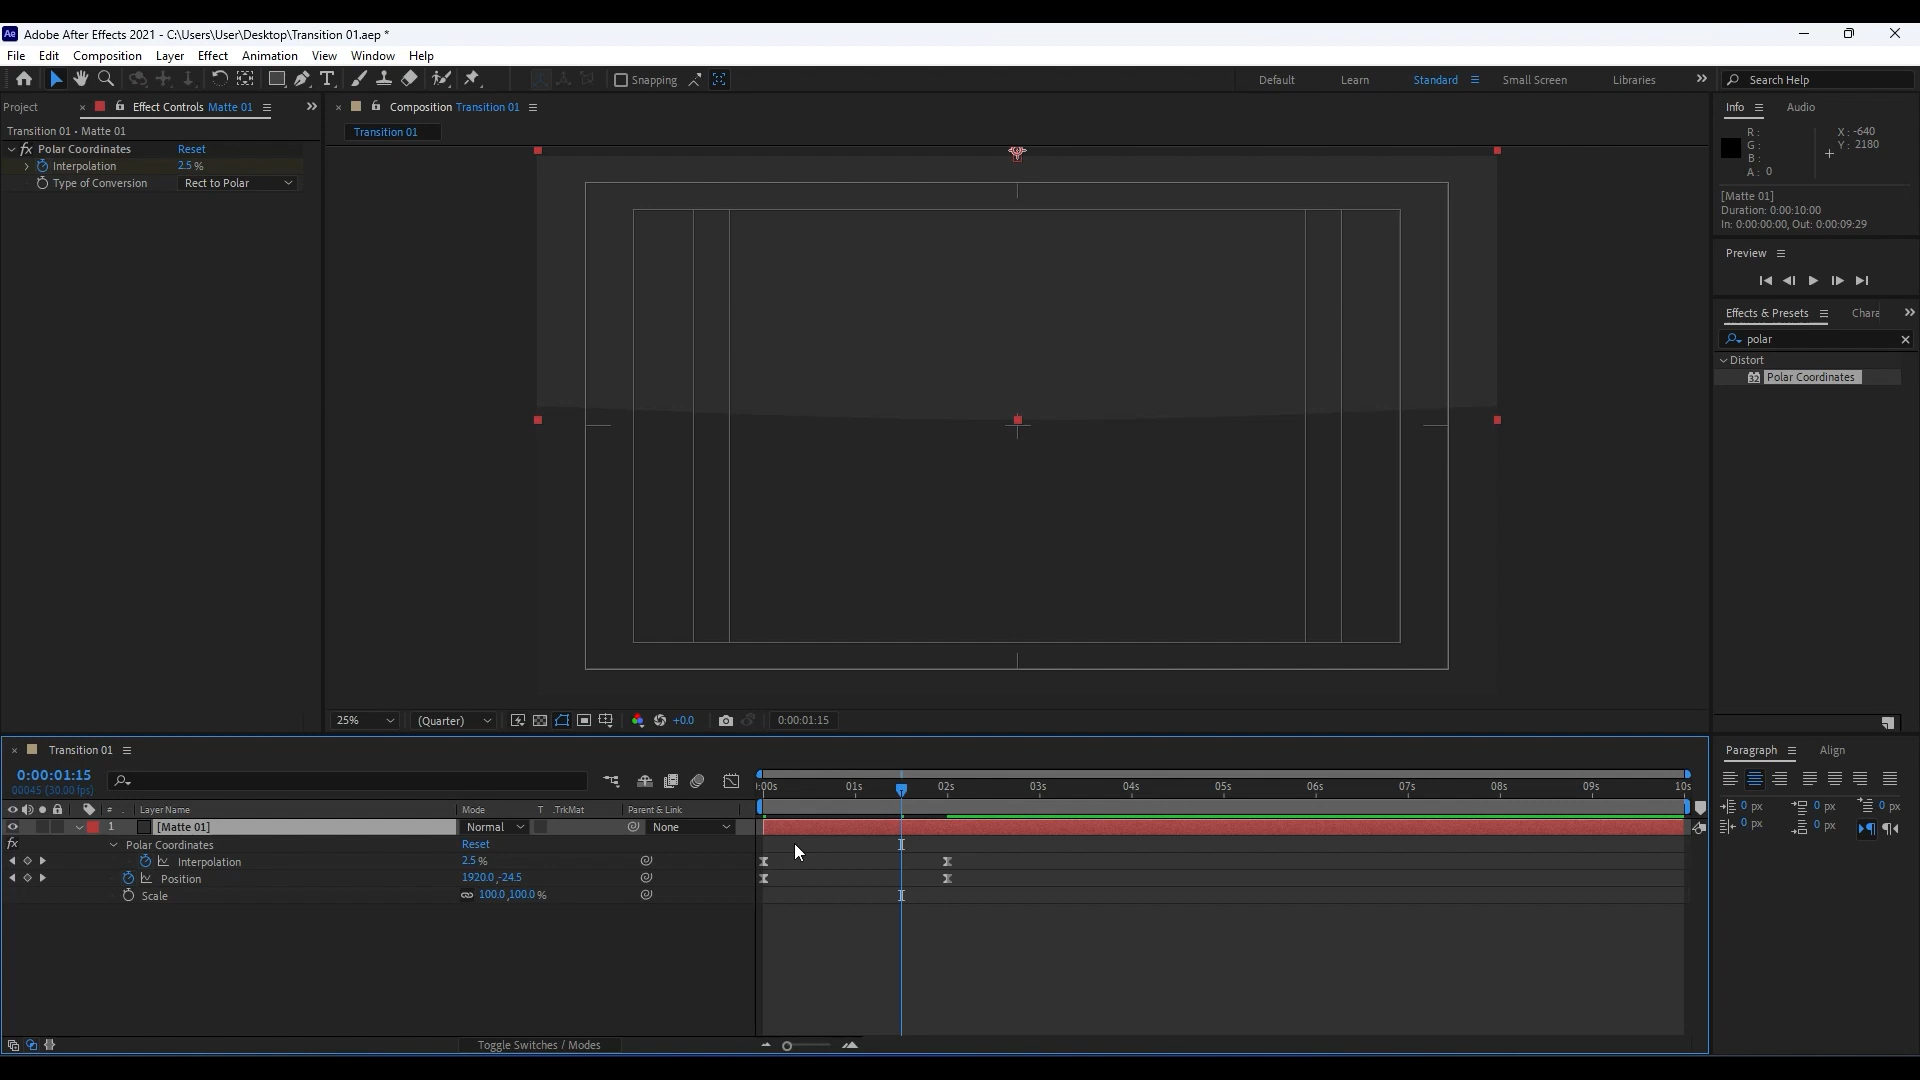 Ae Adobe After Effects 2021 - C:\Users\User\Desktop\Transition 01.aep *
File Edit Composition Layer Effect Animation View Window Help
Snapping Default Learn Standard Small Screen Libraries Search Help
Project Effect Controls Matte 01
Transition 01 • Matte 01
fx Polar Coordinates Reset
Interpolation 2.5 %
Type of Conversion Rect to Polar
Composition Transition 01
Transition 01
25% (Quarter) +0.0 0:00:01:15
Info Audio
R : X : -640
G : Y : 2180
B :
A : 0
[Matte 01]
Duration: 0:00:10:00
In: 0:00:00:00, Out: 0:00:09:29
Preview
Effects & Presets Chara
polar
Distort
32 Polar Coordinates
Transition 01
0:00:01:15
00045 (30.00 fps)
:00s 01s 02s 03s 04s 05s 06s 07s 08s 09s 10s
# Layer Name Mode T .TrkMat Parent & Link
1 [Matte 01] Normal None
fx Polar Coordinates Reset
Interpolation 2.5 %
Position 1920.0,-24.5
Scale 100.0,100.0 %
Toggle Switches / Modes
Paragraph Align
0 px 0 px 0 px
0 px 0 px